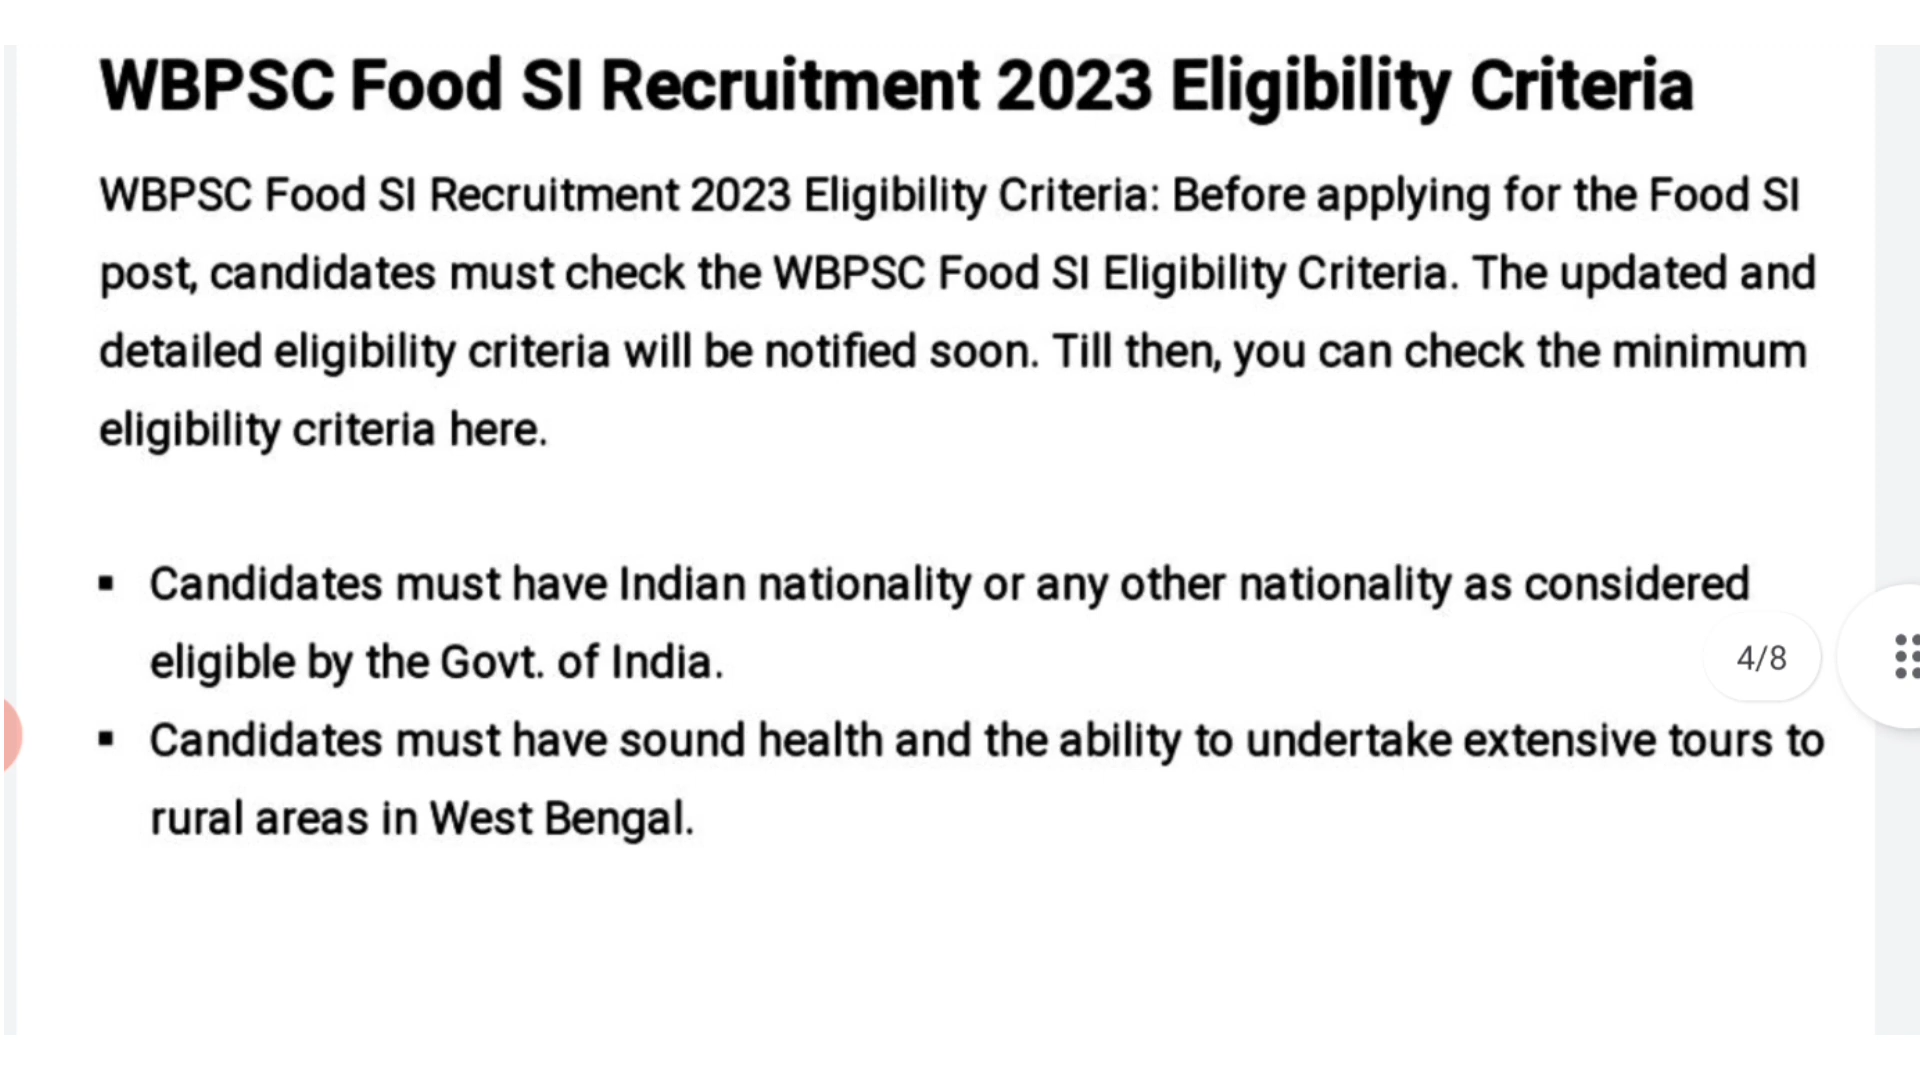 WBPSC Food SI Recruitment 2023 Eligibility Criteria
WBPSC Food SI Recruitment 2023 Eligibility Criteria: Before applying for the Food SI
post, candidates must check the WBPSC Food SI Eligibility Criteria. The updated and
detailed eligibility criteria will be notified soon. Till then, you can check the minimum
eligibility criteria here.
▪ Candidates must have Indian nationality or any other nationality as considered
eligible by the Govt. of India.
4/8
▪ Candidates must have sound health and the ability to undertake extensive tours to
rural areas in West Bengal.